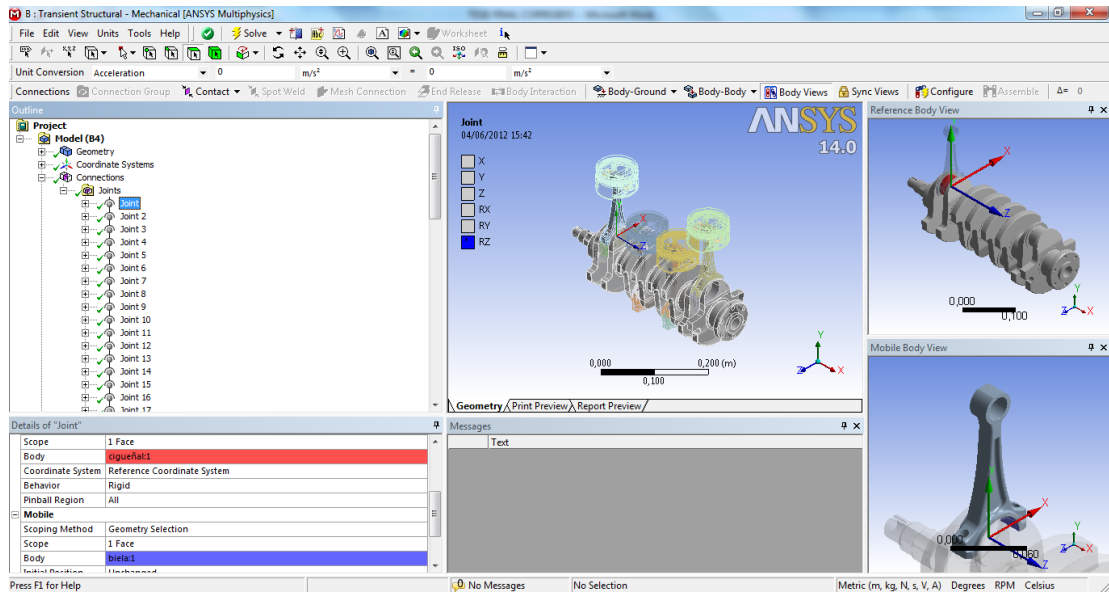 B : Transient Structural - Mechanical [ANSYS Multiphysics]
File Edit View Units Tools Help Solve Worksheet
Unit Conversion Acceleration 0 m/s² = 0 m/s²
Connections Connection Group Contact Spot Weld Mesh Connection End Release Body Interaction Body-Ground Body-Body Body Views Sync Views Configure Assemble Δ= 0
Outline
Project
Model (B4)
Geometry
Coordinate Systems
Connections
Joints
Joint
Joint 2
Joint 3
Joint 4
Joint 5
Joint 6
Joint 7
Joint 8
Joint 9
Joint 10
Joint 11
Joint 12
Joint 13
Joint 14
Joint 15
Joint 16
Joint 17
Joint
04/06/2012 15:42
X
Y
Z
RX
RY
RZ
ANSYS
14.0
X
Z
0,000 0,200 (m)
0,100
Y
Z X
Geometry Print Preview Report Preview
Reference Body View
Y
X
Z
0,000
0,100
Y
Z X
Mobile Body View
Y
X
Z
0,000
0,060
Y
Z X
Details of "Joint"
Scope 1 Face
Body cigueñal:1
Coordinate System Reference Coordinate System
Behavior Rigid
Pinball Region All
Mobile
Scoping Method Geometry Selection
Scope 1 Face
Body biela:1
Initial Position Unchanged
Messages
Text
Press F1 for Help No Messages No Selection Metric (m, kg, N, s, V, A) Degrees RPM Celsius